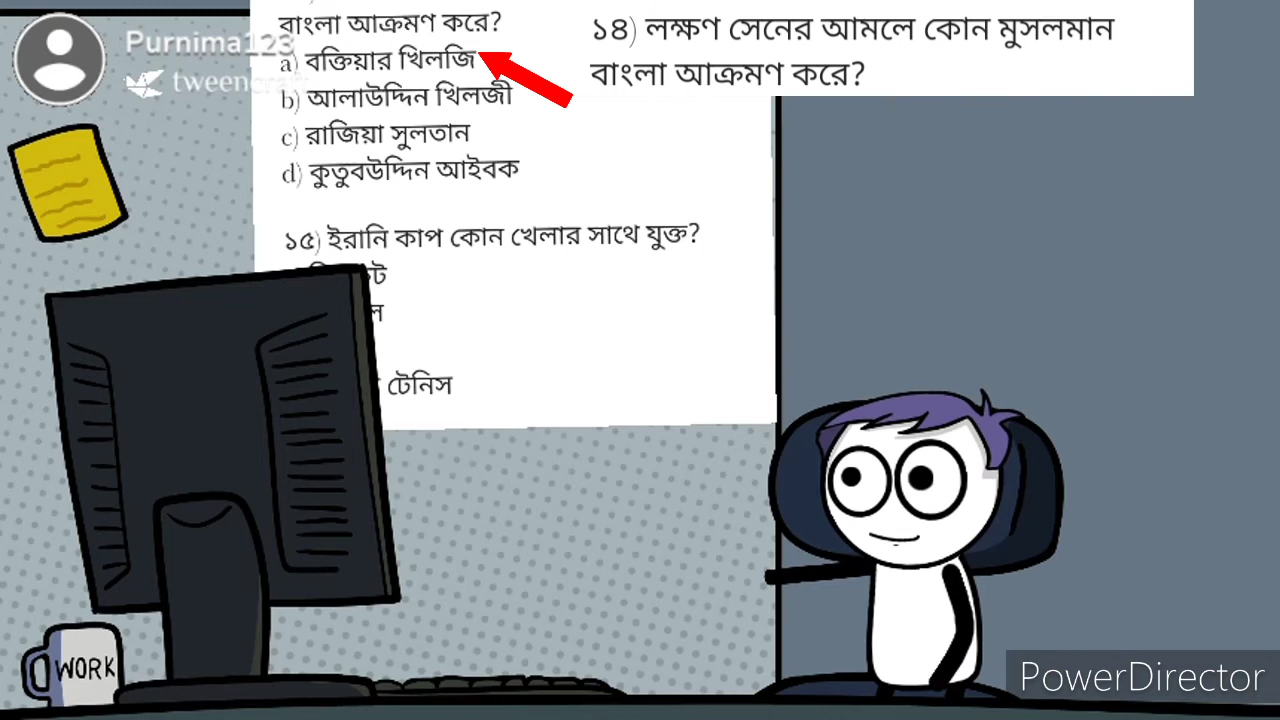 Purnima123
tweencra
বাংলা আক্রমণ করে?
a) বক্তিয়ার খিলজি
b) আলাউদ্দিন খিলজী
c) রাজিয়া সুলতান
d) কুতুবউদ্দিন আইবক
১৪) লক্ষণ সেনের আমলে কোন মুসলমান
বাংলা আক্রমণ করে?
১৫) ইরানি কাপ কোন খেলার সাথে যুক্ত?
টেনিস
WORK
PowerDirector